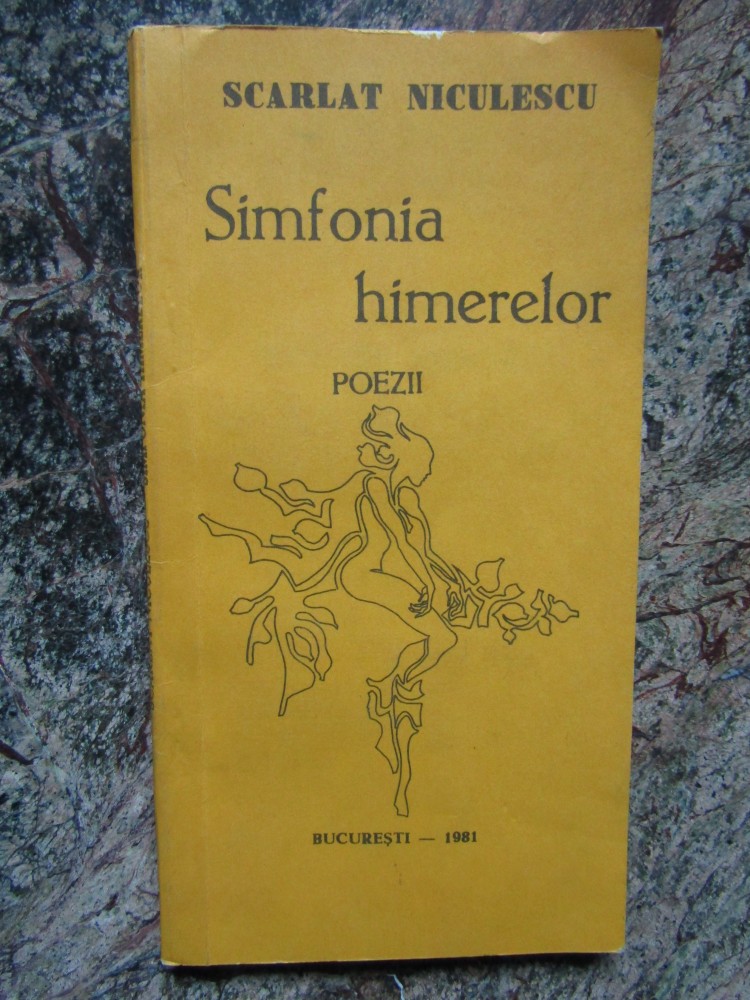 SCARLAT NICULESCU
Simfonia
himerelor
POEZII
BUCUREȘTI — 1981